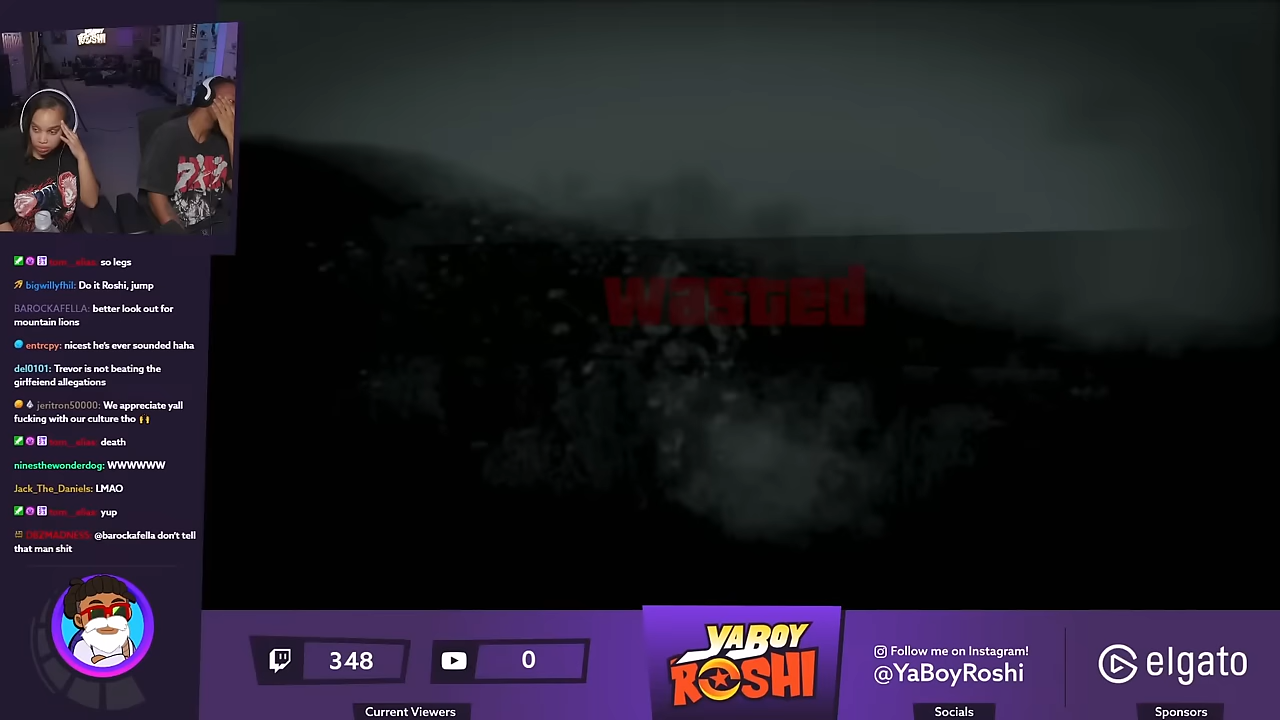 YABOY
ROSHI
so legs
bigwillyfhil: Do it Roshi, jump
BAROCKAFELLA: better look out for
mountain lions
entrcpy: nicest he's ever sounded haha
del0101: Trevor is not beating the
girlfeiend allegations
jeritron50000: We appreciate yall
fucking with our culture tho
death
ninesthewonderdog: WWWWWW
Jack_The_Daniels: LMAO
yup
@barockafella don't tell
that man shit
wasted
348
0
Current Viewers
YABOY
ROSHI
Follow me on Instagram!
@YaBoyRoshi
Socials
elgato
Sponsors